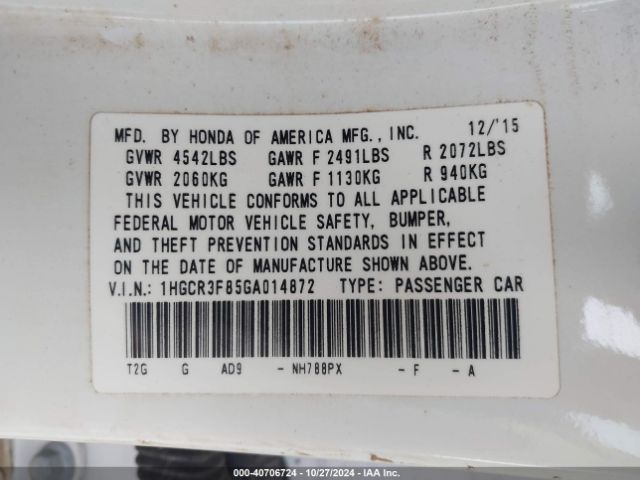 MFD. BY HONDA OF AMERICA MFG., INC. 12/'15
GVWR 4542LBS GAWR F 2491LBS R 2072LBS
GVWR 2060KG GAWR F 1130KG R 940KG
THIS VEHICLE CONFORMS TO ALL APPLICABLE
FEDERAL MOTOR VEHICLE SAFETY, BUMPER,
AND THEFT PREVENTION STANDARDS IN EFFECT
ON THE DATE OF MANUFACTURE SHOWN ABOVE.
V.I.N.: 1HGCR3F85GA014872 TYPE: PASSENGER CAR
T2G G AD9 - NH788PX - F - A
000-40706724 | 10/27/2024 | IAA Inc.